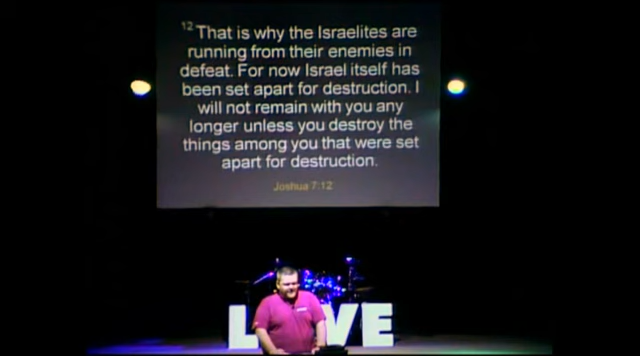 12 That is why the Israelites are
running from their enemies in
defeat. For now Israel itself has
been set apart for destruction. I
will not remain with you any
longer unless you destroy the
things among you that were set
apart for destruction.
Joshua 7:12
L VE